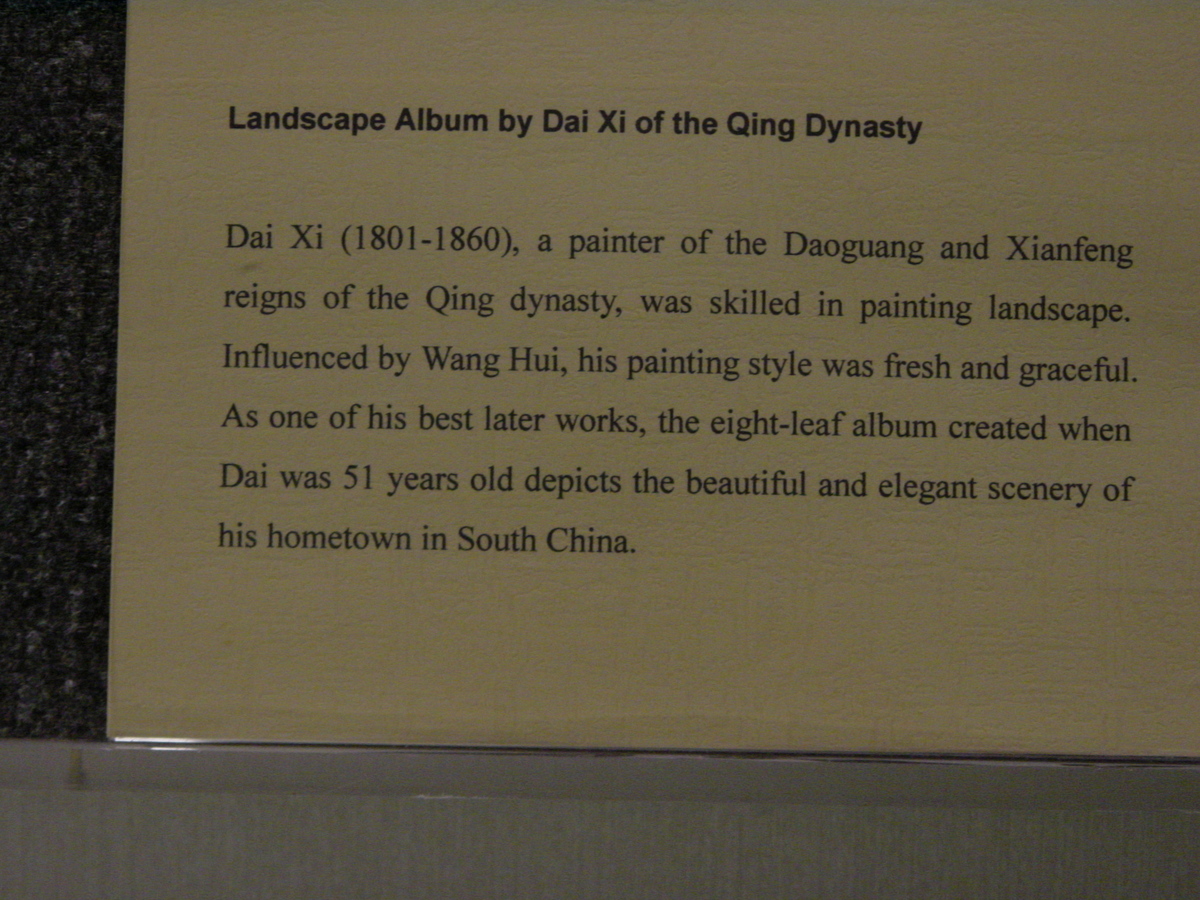 Landscape Album by Dai Xi of the Qing Dynasty
Dai Xi (1801-1860), a painter of the Daoguang and Xianfeng
reigns of the Qing dynasty, was skilled in painting landscape.
Influenced by Wang Hui, his painting style was fresh and graceful.
As one of his best later works, the eight-leaf album created when
Dai was 51 years old depicts the beautiful and elegant scenery of
his hometown in South China.